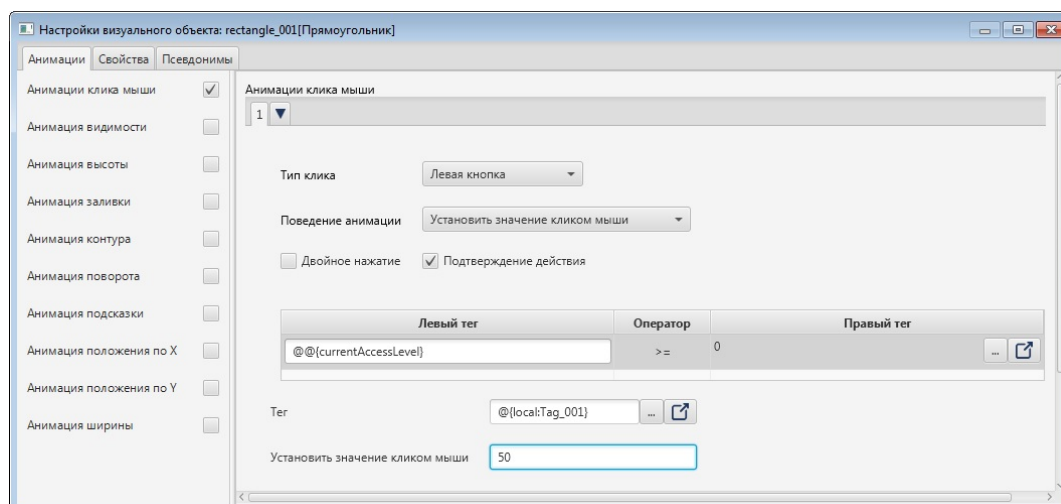 Настройки визуального объекта: rectangle_001[Прямоугольник]
Анимации Свойства Псевдонимы
Анимации клика мыши
Анимация видимости
Анимация высоты
Анимация заливки
Анимация контура
Анимация поворота
Анимация подсказки
Анимация положения по X
Анимация положения по Y
Анимация ширины
Анимации клика мыши
1
Тип клика Левая кнопка
Поведение анимации Установить значение кликом мыши
Двойное нажатие Подтверждение действия
Левый тег Оператор Правый тег
@@{currentAccessLevel} >= 0 ...
Тег @{local:Tag_001} ...
Установить значение кликом мыши 50